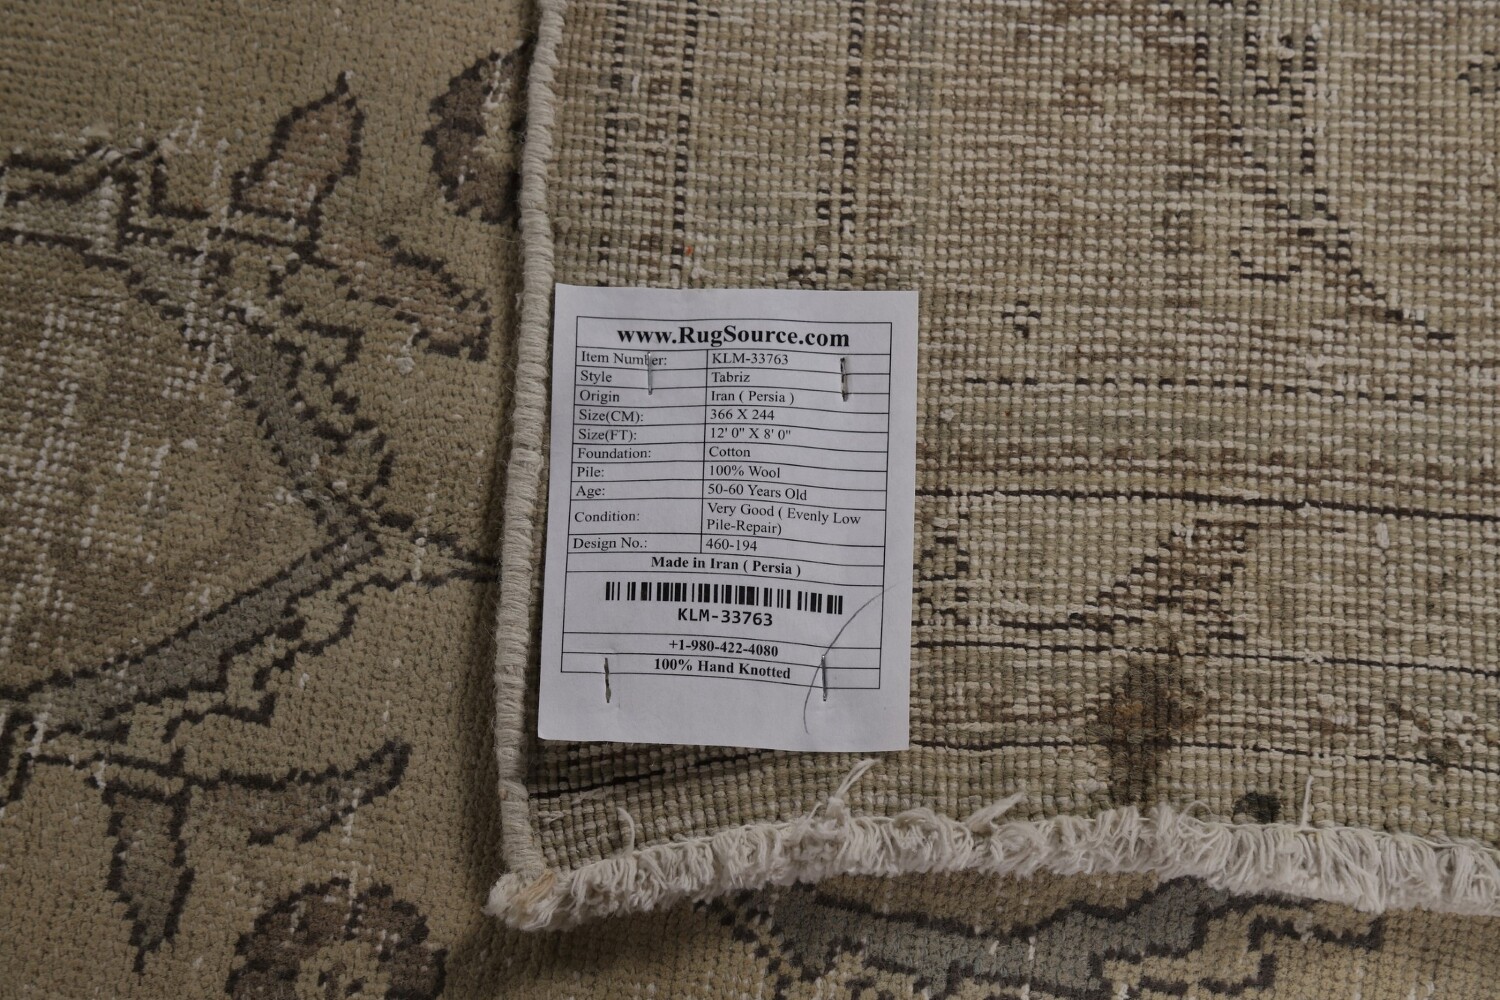 www.RugSource.com
Item Number: KLM-33763
Style Tabriz
Origin Iran ( Persia )
Size(CM): 366 X 244
Size(FT): 12' 0" X 8' 0"
Foundation: Cotton
Pile: 100% Wool
Age: 50-60 Years Old
Condition: Very Good ( Evenly Low
Pile-Repair)
Design No.: 460-194
Made in Iran ( Persia )
KLM-33763
+1-980-422-4080
100% Hand Knotted